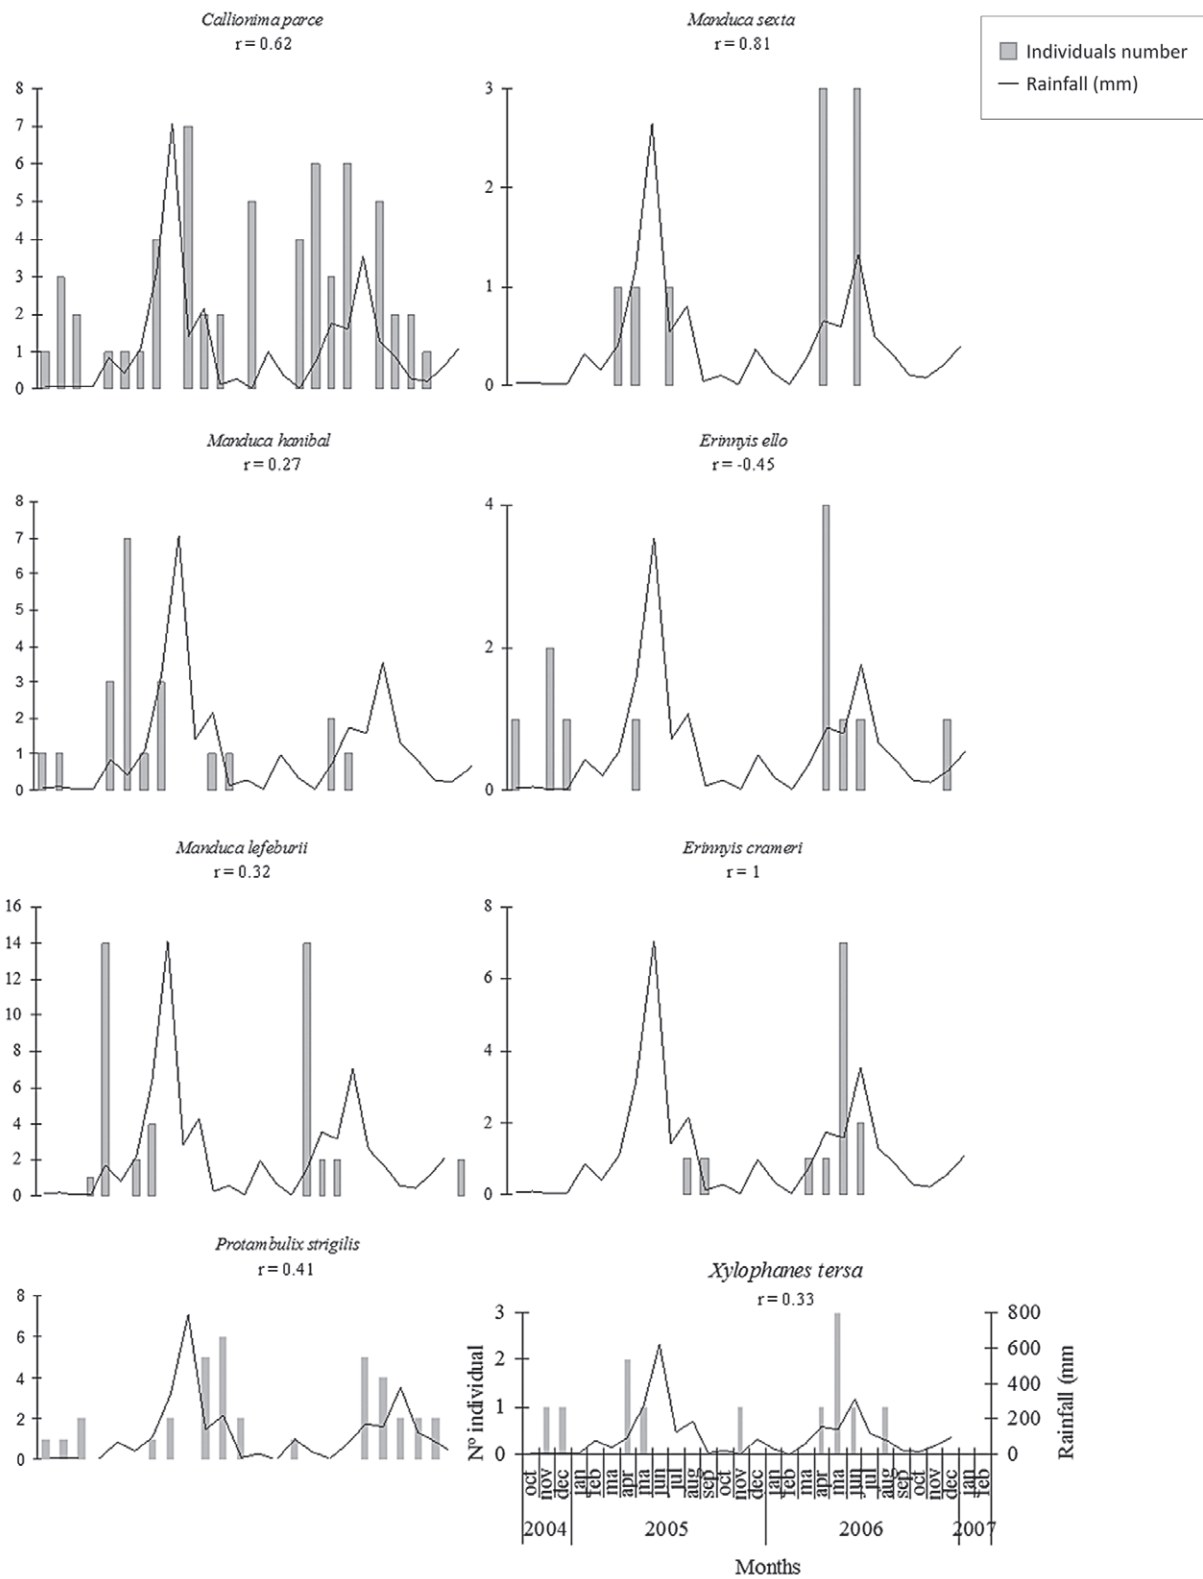 Callionima parce
r = 0.62
8
7
6
5
4
3
2
1
0
Manduca sexta
r = 0.81
3
2
1
0
Individuals number
Rainfall (mm)
Manduca hanibal
r = 0.27
8
7
6
5
4
3
2
1
0
Erinnyis ello
r = -0.45
4
2
0
Manduca lefeburii
r = 0.32
16
14
12
10
8
6
4
2
0
Erinnyis crameri
r = 1
8
6
4
2
0
Protambulix strigilis
r = 0.41
8
6
4
2
0
Xylophanes tersa
r = 0.33
Nº individual
3
2
1
0
800
600
400
200
0
Rainfall (mm
oct nov dec jan feb ma apr ma jun jul aug sep oct nov dec jan feb ma apr ma jun jul aug sep oct nov dec jan feb
2004 2005 2006 2007
Months